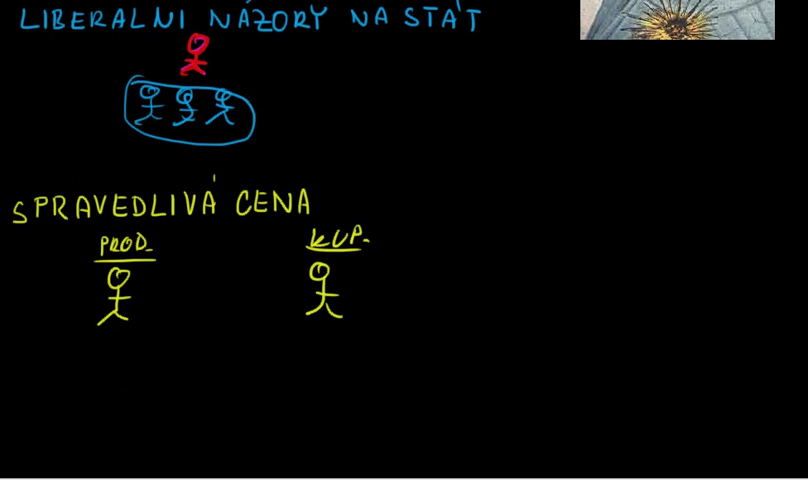 LIBERALNI NÁZORY NA STÁT
SPRAVEDLIVÁ CENA
PROD. KUP.